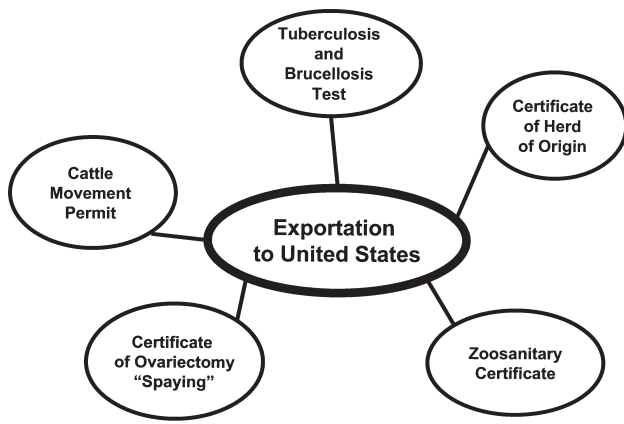 Tuberculosis
and
Brucellosis
Test
Certificate
of Herd
of Origin
Cattle
Movement
Permit
Exportation
to United States
Certificate
of Ovariectomy
“Spaying”
Zoosanitary
Certificate